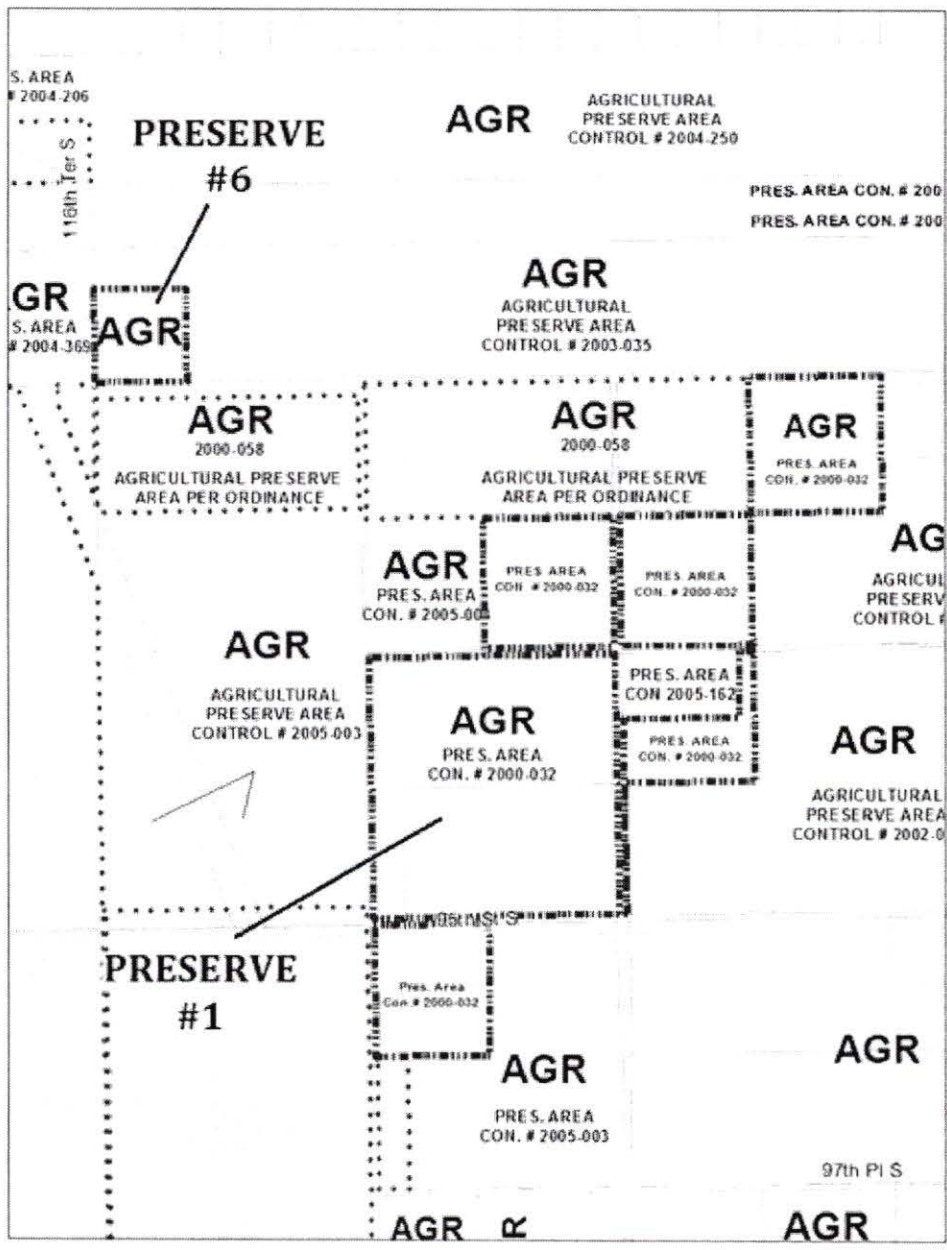 S. AREA
# 2004-206
116th Ter S
PRESERVE
#6
AGR
AGRICULTURAL
PRESERVE AREA
CONTROL # 2004-250
PRES. AREA CON. # 200
PRES. AREA CON. # 200
GR
S. AREA
# 2004-369
AGR
AGR
AGRICULTURAL
PRESERVE AREA
CONTROL # 2003-035
AGR
2000-058
AGRICULTURAL PRESERVE
AREA PER ORDINANCE
AGR
2000-058
AGRICULTURAL PRESERVE
AREA PER ORDINANCE
AGR
PRES. AREA
CON. # 2000-032
AGR
PRES. AREA
CON. # 2005-00
PRES. AREA
CON. # 2000-032
PRES. AREA
CON. # 2000-032
AG
AGRICUL
PRESERV
CONTROL #
AGR
AGRICULTURAL
PRESERVE AREA
CONTROL # 2005-003
AGR
PRES. AREA
CON. # 2000-032
PRES. AREA
CON 2005-162
PRES. AREA
CON. # 2000-032
AGR
AGRICULTURAL
PRESERVE AREA
CONTROL # 2002-0
PRESERVE
#1
Pres. Area
Con.# 2000-032
AGR
PRES. AREA
CON. # 2005-003
AGR
97th Pl S
AGR
R
AGR